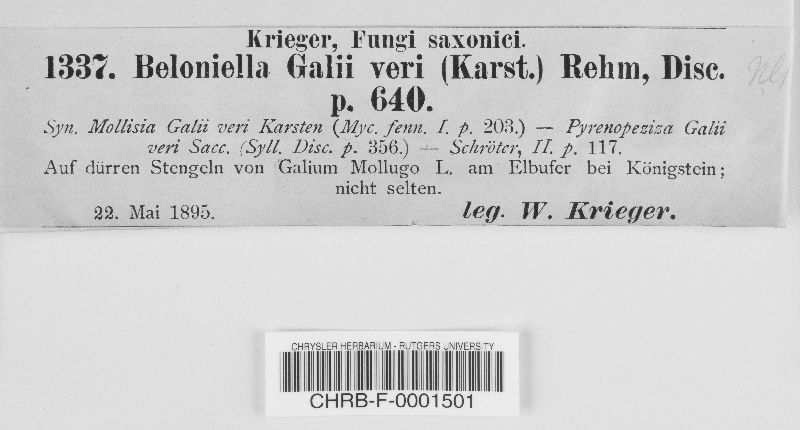 Krieger, Fungi saxonici.
1337. Beloniella Galii veri (Karst.) Rehm, Disc.
p. 640.
Syn. Mollisia Galii veri Karsten (Myc. fenn. I. p. 203.) — Pyrenopeziza Galii
veri Sacc. (Syll. Disc. p. 356.) — Schröter, II. p. 117.
Auf dürren Stengeln von Galium Mollugo L. am Elbufer bei Königstein;
nicht selten.
22. Mai 1895. leg. W. Krieger.
CHRYSLER HERBARIUM - RUTGERS UNIVERSITY
CHRB-F-0001501